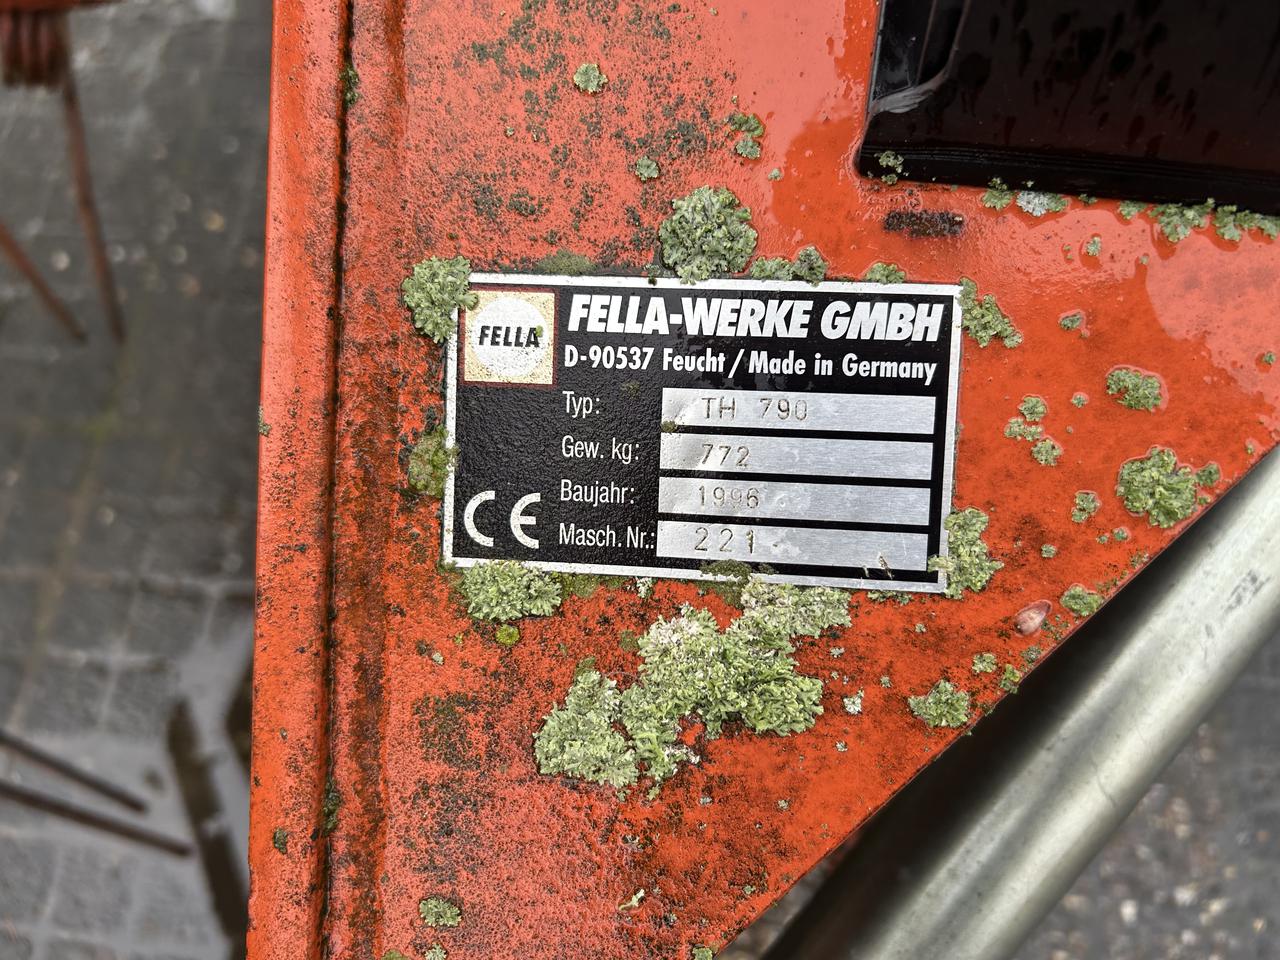 FELLA
FELLA-WERKE GMBH
D-90537 Feucht / Made in Germany
Typ: TH 790
Gew. kg: 772
Baujahr: 1996
Masch. Nr.: 221
CE